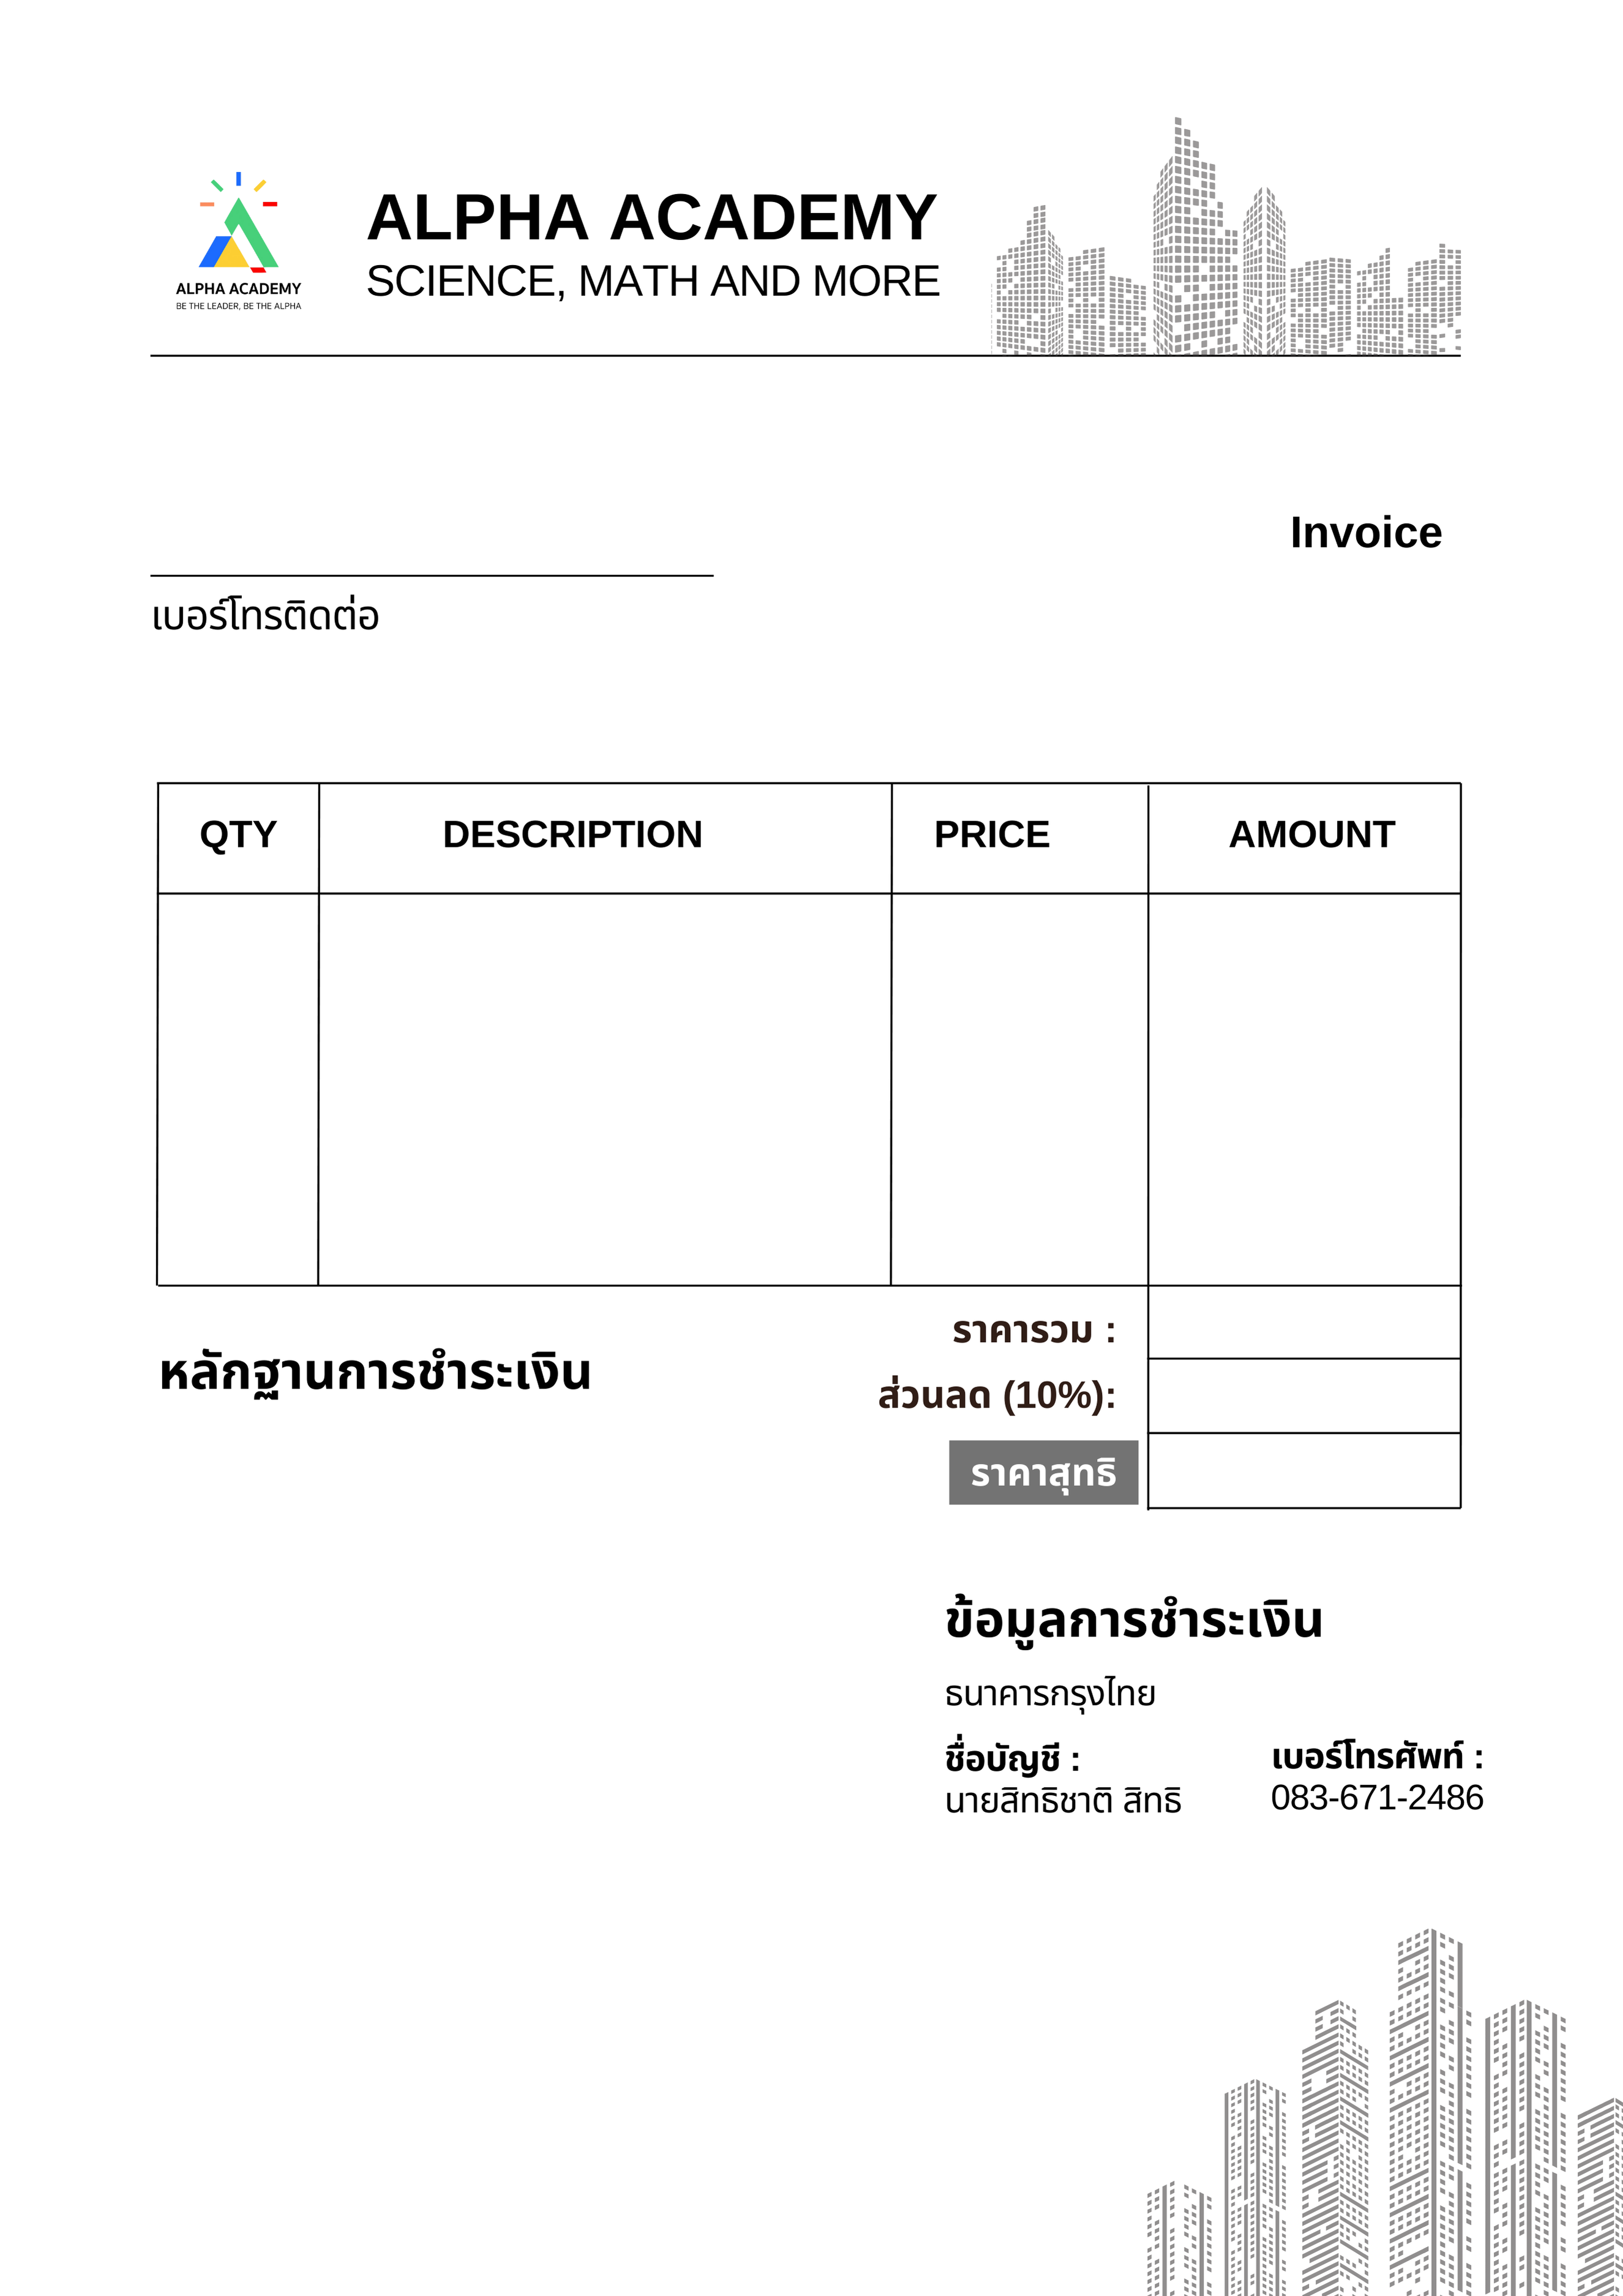 ALPHA ACADEMY
SCIENCE, MATH AND MORE
ALPHA ACADEMY
BE THE LEADER, BE THE ALPHA
Invoice
เบอร์โทรติดต่อ
QTY DESCRIPTION PRICE AMOUNT
ราคารวม :
หลักฐานการชำระเงิน
ส่วนลด (10%):
ราคาสุทธิ
ข้อมูลการชำระเงิน
ธนาคารกรุงไทย
ชื่อบัญชี : เบอร์โทรศัพท์ :
นายสิทธิชาติ สิทธิ 083-671-2486